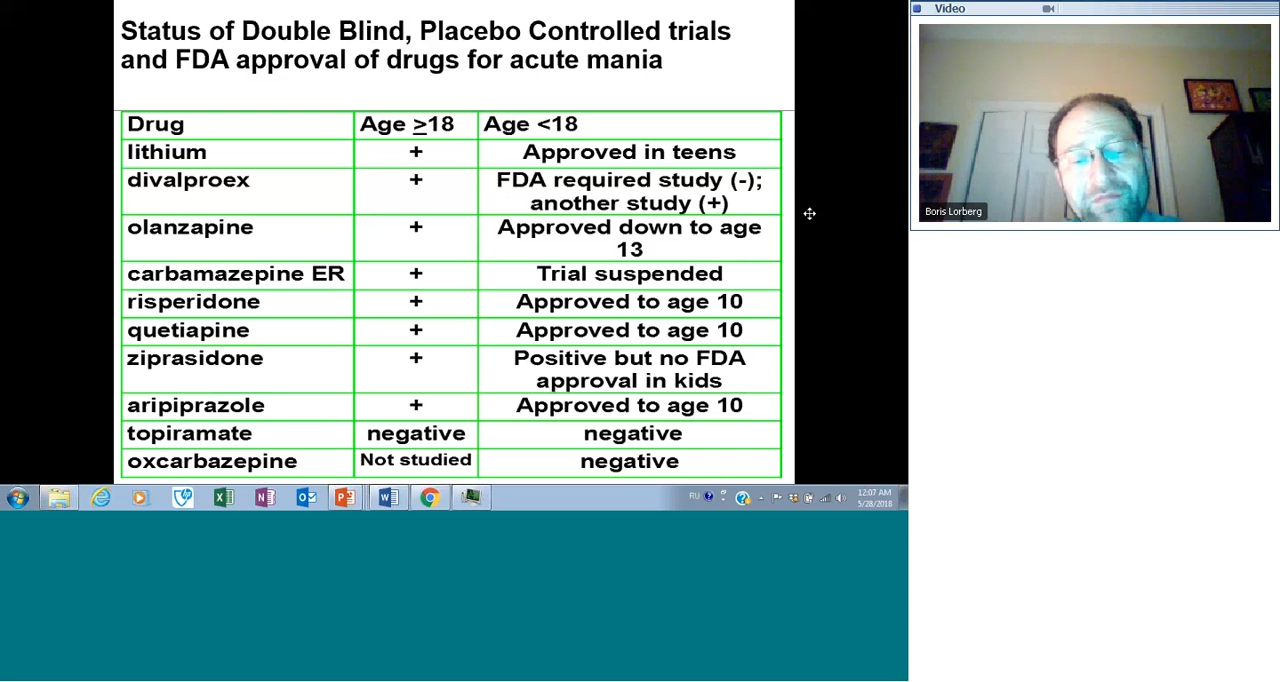 Status of Double Blind, Placebo Controlled trials
and FDA approval of drugs for acute mania
Drug Age ≥18 Age <18
lithium + Approved in teens
divalproex + FDA required study (-);
another study (+)
olanzapine + Approved down to age
13
carbamazepine ER + Trial suspended
risperidone + Approved to age 10
quetiapine + Approved to age 10
ziprasidone + Positive but no FDA
approval in kids
aripiprazole + Approved to age 10
topiramate negative negative
oxcarbazepine Not studied negative
Video
Boris Lorberg
RU
12:07 AM
5/28/2018